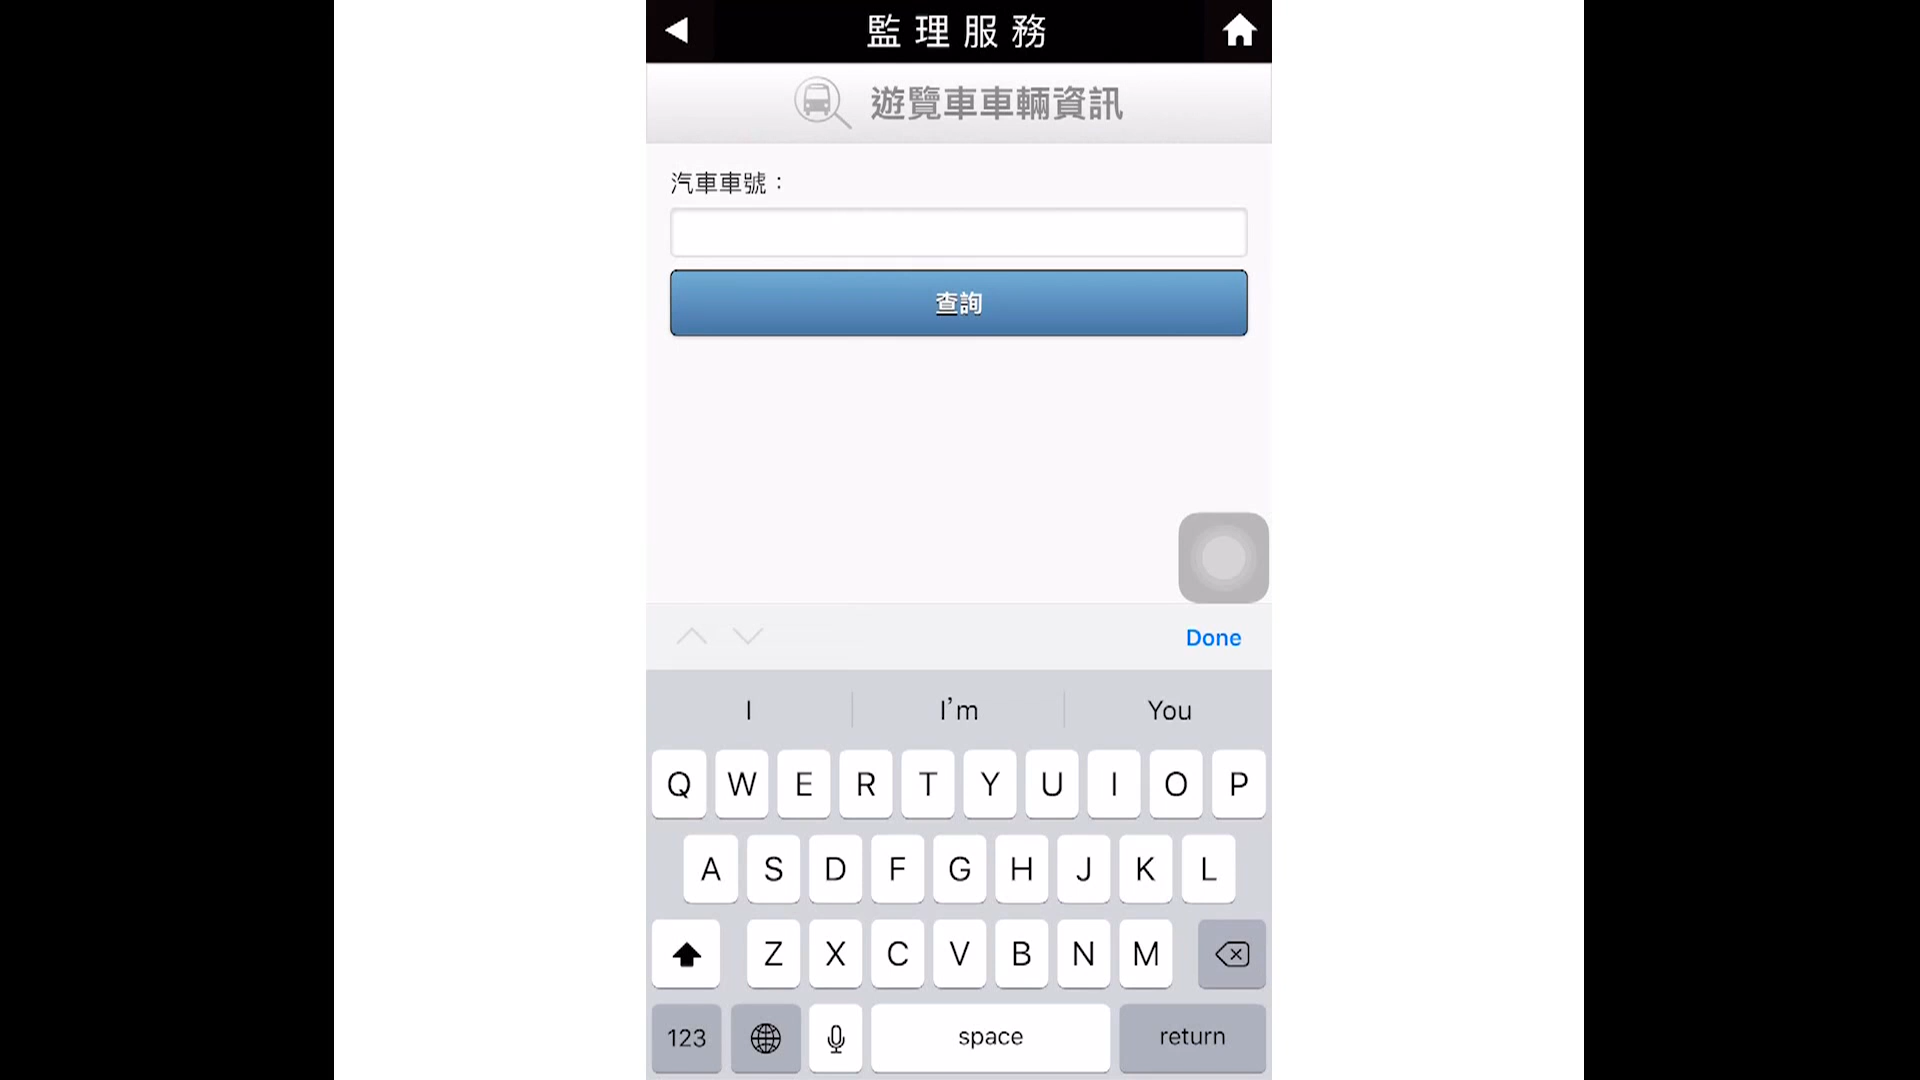 監理服務
遊覽車車輛資訊
汽車車號：
查詢
Done
I I'm You
Q W E R T Y U I O P
A S D F G H J K L
Z X C V B N M
123 space return